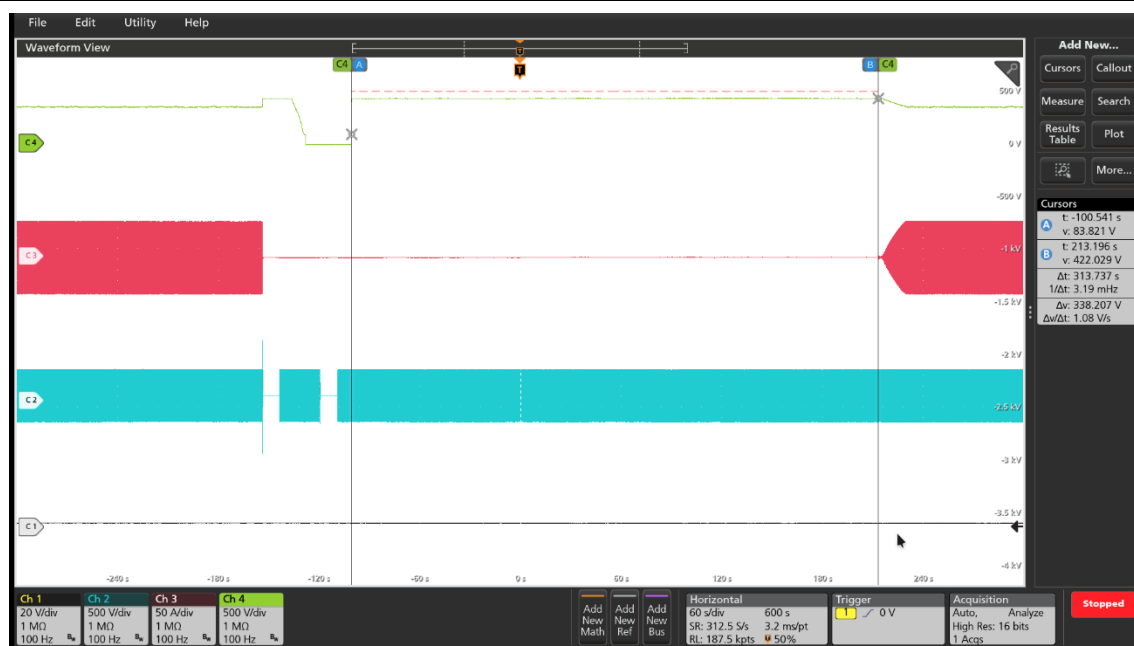 File Edit Utility Help
Waveform View
Add New...
C4 A
B C4
T
T
Cursors Callout
500 V
Measure Search
Results Table Plot
C4
0 V
More...
-500 V
Cursors
A t: -100.541 s
v: 83.821 V
B t: 213.196 s
v: 422.029 V
Δt: 313.737 s
1/Δt: 3.19 mHz
Δv: 338.207 V
Δv/Δt: 1.08 V/s
C3
-1 kV
-1.5 kV
-2 kV
C2
-2.5 kV
-3 kV
-3.5 kV
C1
-4 kV
-240 s -180 s -120 s -60 s 0 s 60 s 120 s 180 s 240 s
Ch 1
20 V/div
1 MΩ
100 Hz
Ch 2
500 V/div
1 MΩ
100 Hz
Ch 3
50 A/div
1 MΩ
100 Hz
Ch 4
500 V/div
1 MΩ
100 Hz
Add New Math
Add New Ref
Add New Bus
Horizontal
60 s/div 600 s
SR: 312.5 S/s 3.2 ms/pt
RL: 187.5 kpts 50%
Trigger
1 0 V
Acquisition
Auto, Analyze
High Res: 16 bits
1 Acqs
Stopped